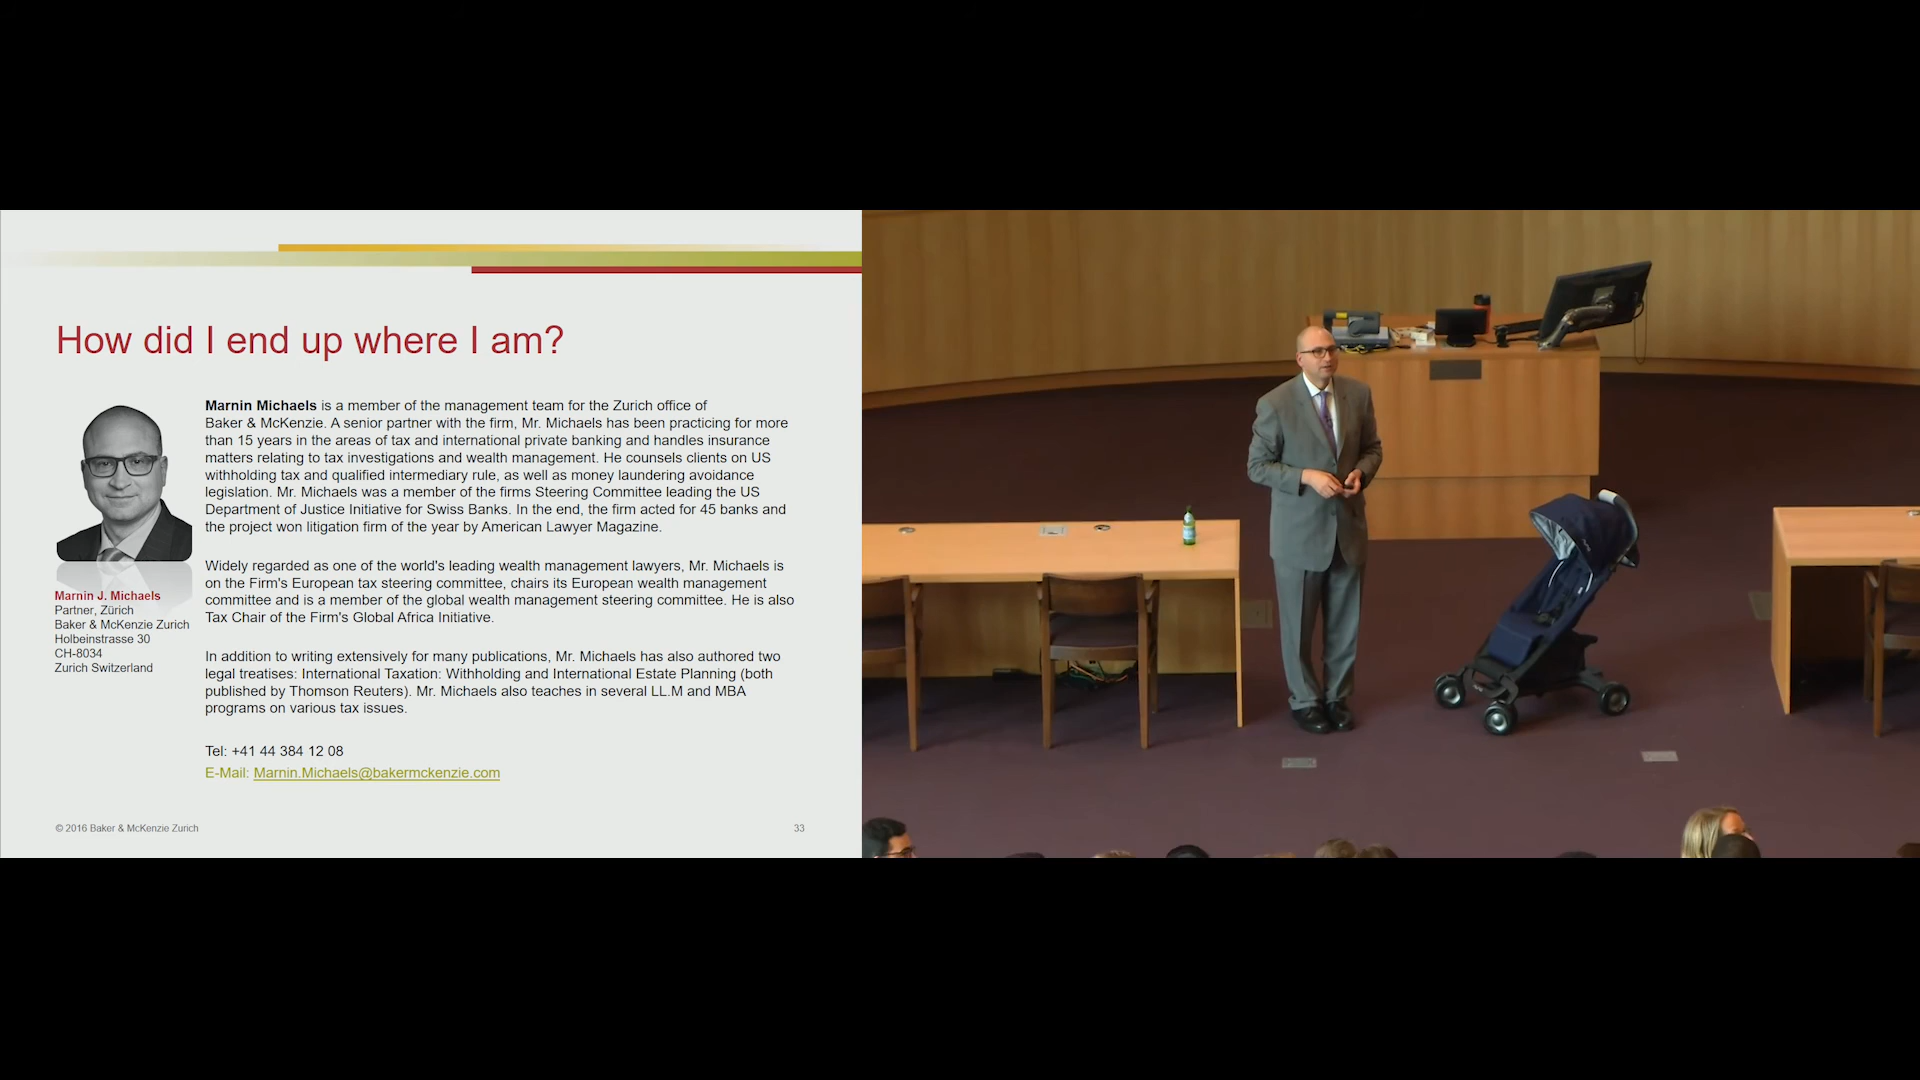 How did I end up where I am?
Marnin Michaels is a member of the management team for the Zurich office of
Baker & McKenzie. A senior partner with the firm, Mr. Michaels has been practicing for more
than 15 years in the areas of tax and international private banking and handles insurance
matters relating to tax investigations and wealth management. He counsels clients on US
withholding tax and qualified intermediary rule, as well as money laundering avoidance
legislation. Mr. Michaels was a member of the firms Steering Committee leading the US
Department of Justice Initiative for Swiss Banks. In the end, the firm acted for 45 banks and
the project won litigation firm of the year by American Lawyer Magazine.
Widely regarded as one of the world's leading wealth management lawyers, Mr. Michaels is
on the Firm's European tax steering committee, chairs its European wealth management
committee and is a member of the global wealth management steering committee. He is also
Tax Chair of the Firm's Global Africa Initiative.
In addition to writing extensively for many publications, Mr. Michaels has also authored two
legal treatises: International Taxation: Withholding and International Estate Planning (both
published by Thomson Reuters). Mr. Michaels also teaches in several LL.M and MBA
programs on various tax issues.
Tel: +41 44 384 12 08
E-Mail: Marnin.Michaels@bakermckenzie.com
Marnin J. Michaels
Partner, Zürich
Baker & McKenzie Zurich
Holbeinstrasse 30
CH-8034
Zurich Switzerland
© 2016 Baker & McKenzie Zurich
33